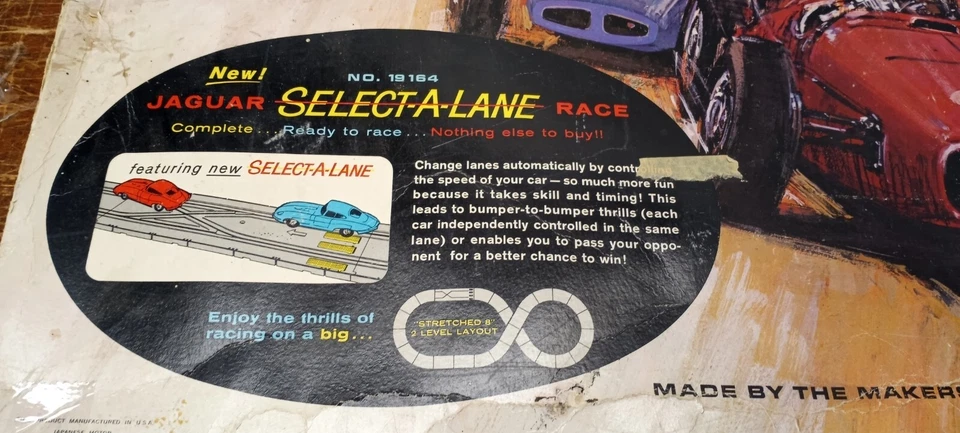 New!
NO. 19164
JAGUAR SELECT-A-LANE RACE
Complete... Ready to race... Nothing else to buy!!
featuring new SELECT-A-LANE
Change lanes automatically by
the speed of your car — so much more fun
because it takes skill and timing! This
leads to bumper-to-bumper thrills (each
car independently controlled in the same
lane) or enables you to pass your oppo-
nent for a better chance to win!
Enjoy the thrills of
racing on a big...
"STRETCHED 8"
2 LEVEL LAYOUT
MADE BY THE MAKERS
MANUFACTURED IN U.S.A.
JAPANESE MOTOR